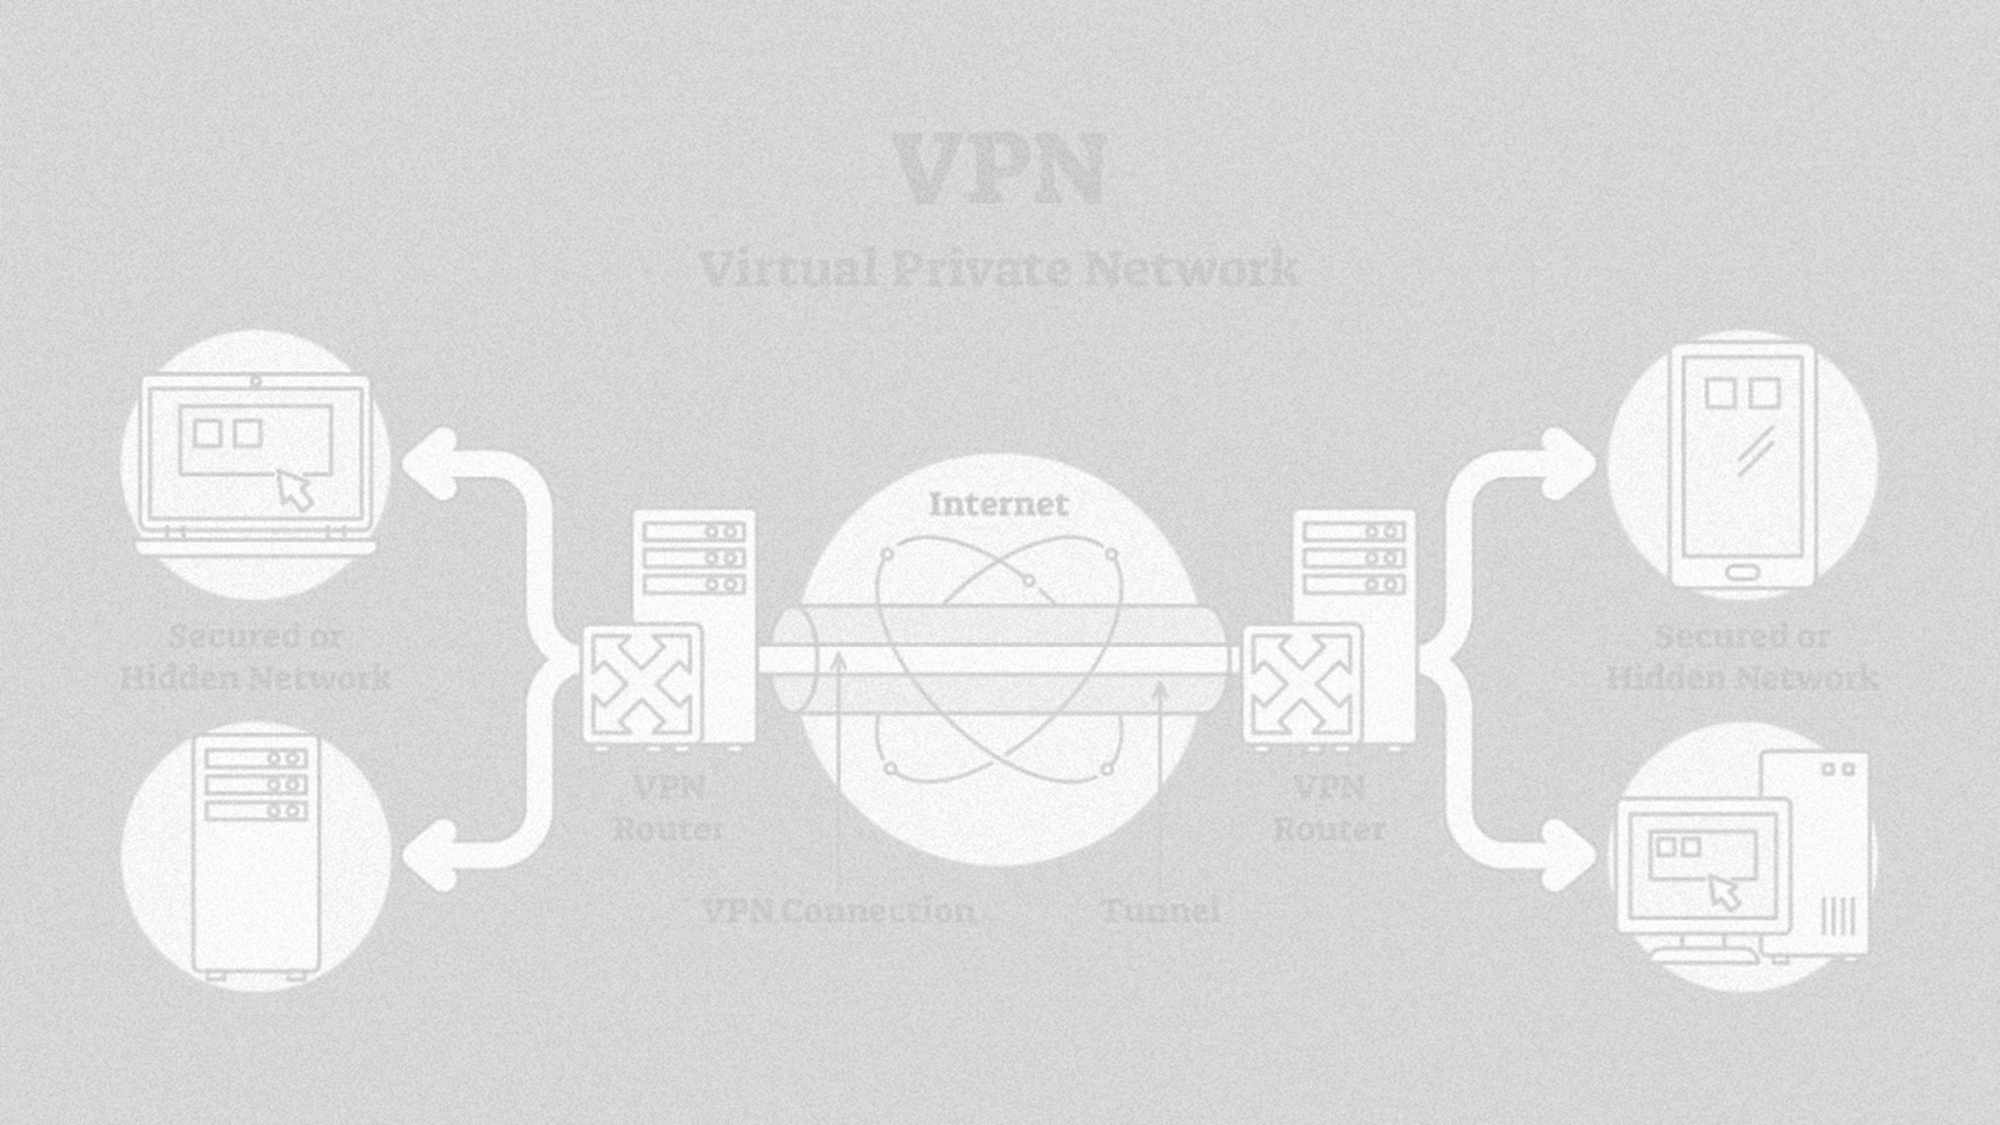 VPN
Virtual Private Network
Internet
Secured or
Hidden Network
Secured or
Hidden Network
VPN
Router
VPN
Router
VPN Connection
Tunnel